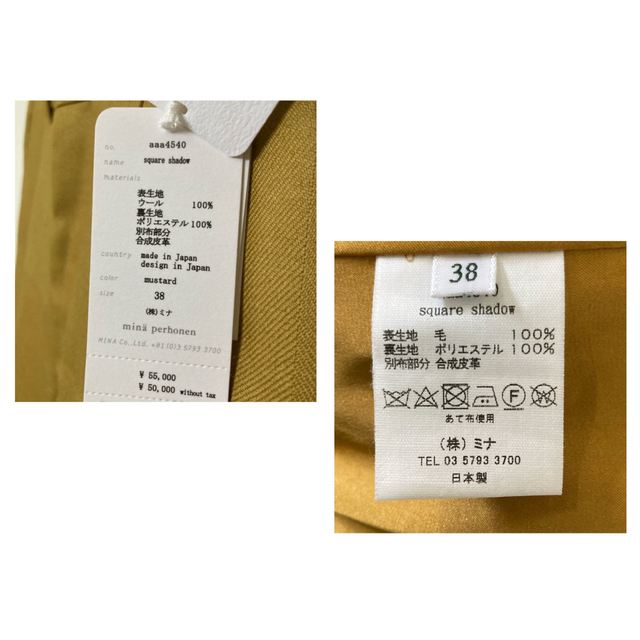 no. aaa4540
name square shadow
materials
表生地
ウール 100%
裏生地
ポリエステル100%
別布部分
合成皮革
country made in Japan
design in Japan
color mustard
size 38
(株)ミナ
minä perhonen
MINA Co.,Ltd. +81 (0)3 5793 3700
¥ 55,000
¥ 50,000 without tax
38
square shadow
表生地 毛 100%
裏生地 ポリエステル 100%
別布部分 合成皮革
F W
あて布使用
(株)ミナ
TEL 03 5793 3700
日本製